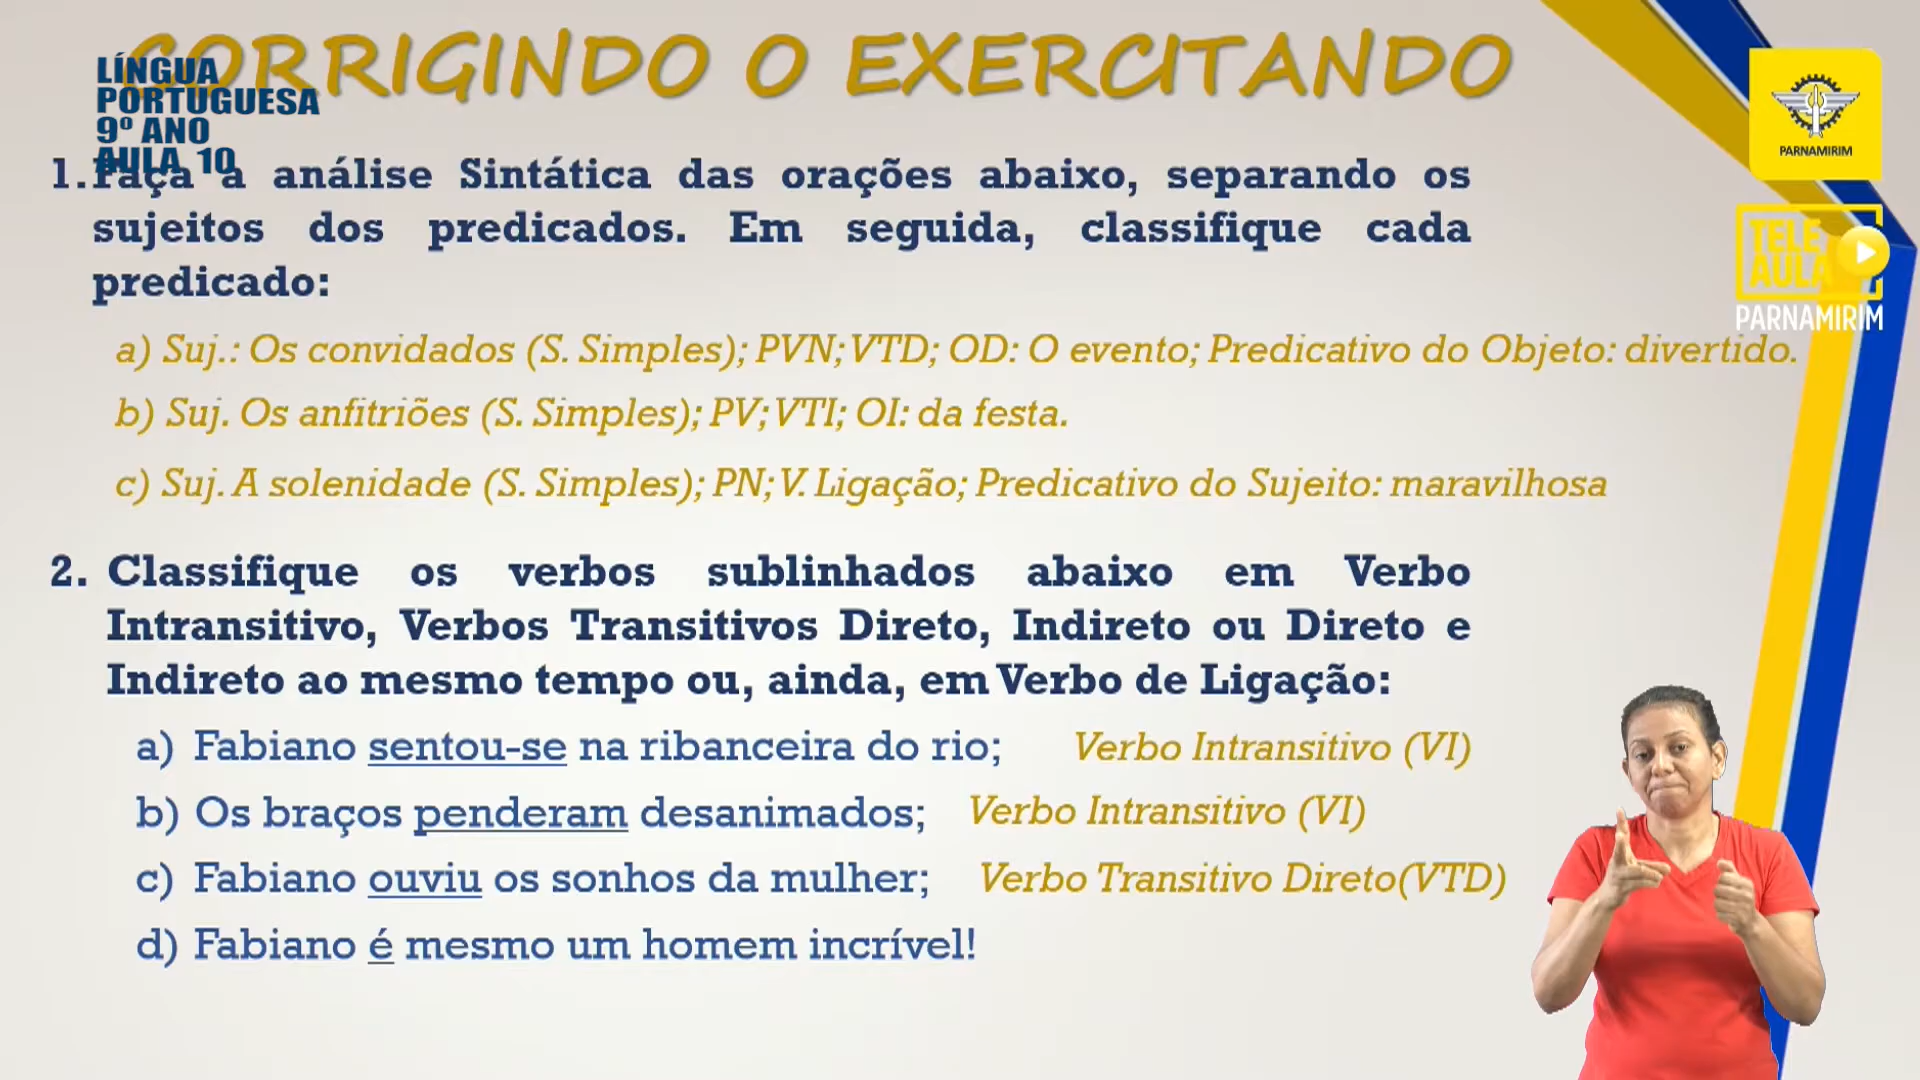 CORRIGINDO O EXERCITANDO
LÍNGUA
PORTUGUESA
9º ANO
AULA 10
PARNAMIRIM
TELE
AULA
PARNAMIRIM
1. Faça a análise Sintática das orações abaixo, separando os
sujeitos dos predicados. Em seguida, classifique cada
predicado:
a) Suj.: Os convidados (S. Simples); PVN; VTD; OD: O evento; Predicativo do Objeto: divertido.
b) Suj. Os anfitriões (S. Simples); PV; VTI; OI: da festa.
c) Suj. A solenidade (S. Simples); PN; V. Ligação; Predicativo do Sujeito: maravilhosa
2. Classifique os verbos sublinhados abaixo em Verbo
Intransitivo, Verbos Transitivos Direto, Indireto ou Direto e
Indireto ao mesmo tempo ou, ainda, em Verbo de Ligação:
a) Fabiano sentou-se na ribanceira do rio; Verbo Intransitivo (VI)
b) Os braços penderam desanimados; Verbo Intransitivo (VI)
c) Fabiano ouviu os sonhos da mulher; Verbo Transitivo Direto(VTD)
d) Fabiano é mesmo um homem incrível!